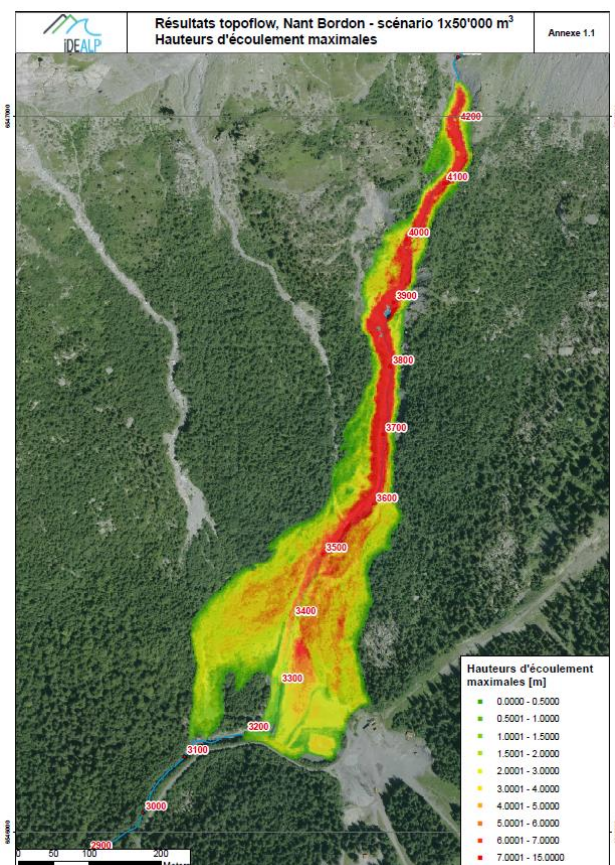 iDEALP
Résultats topoflow, Nant Bordon - scénario 1x50'000 m³
Hauteurs d'écoulement maximales
Annexe 1.1
4200
4100
4000
3900
3800
3700
3600
3500
3400
3300
3200
3100
3000
2900
0 50 100 200
Hauteurs d'écoulement
maximales [m]
0.0000 - 0.5000
0.5001 - 1.0000
1.0001 - 1.5000
1.5001 - 2.0000
2.0001 - 3.0000
3.0001 - 4.0000
4.0001 - 5.0000
5.0001 - 6.0000
6.0001 - 7.0000
7.0001 - 15.0000